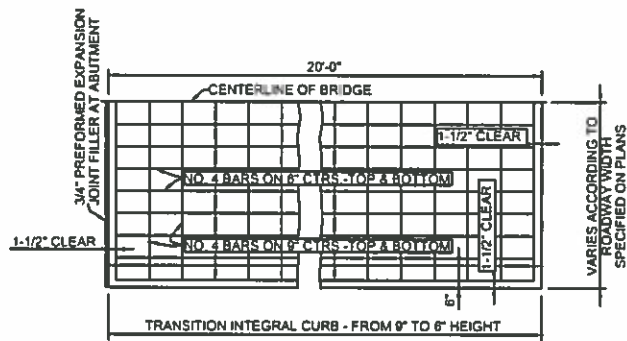 20'-0"
CENTERLINE OF BRIDGE
3/4" PREFORMED EXPANSION
JOINT FILLER AT ABUTMENT
1-1/2" CLEAR
NO. 4 BARS ON 6" CTRS -TOP & BOTTOM
1-1/2" CLEAR
NO. 4 BARS ON 9" CTRS -TOP & BOTTOM
1-1/2" CLEAR
6"
VARIES ACCORDING TO
ROADWAY WIDTH
SPECIFIED ON PLANS
TRANSITION INTEGRAL CURB - FROM 9" TO 6" HEIGHT